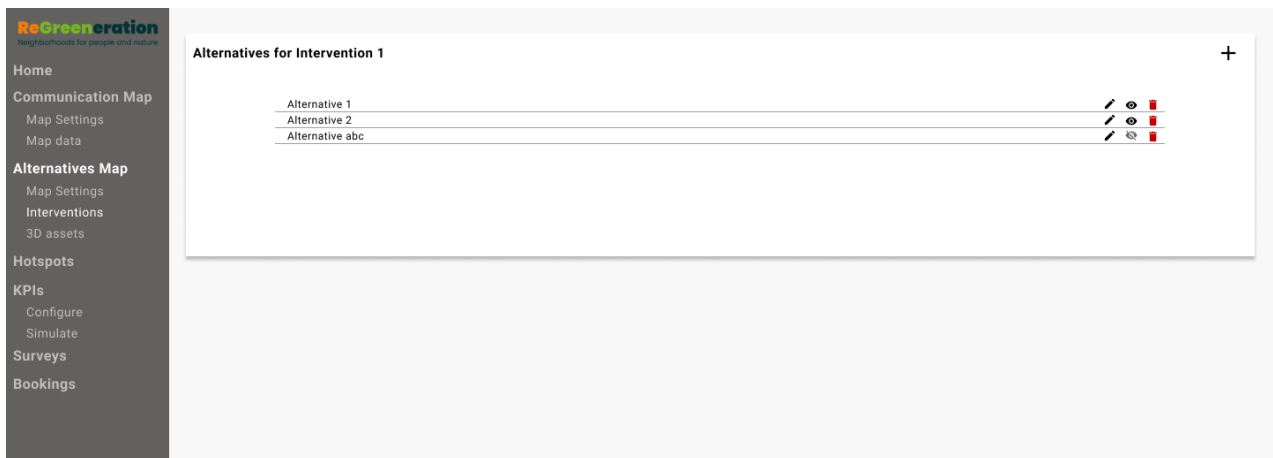 ReGreeneration
Neighborhoods for people and nature
Home
Communication Map
Map Settings
Map data
Alternatives Map
Map Settings
Interventions
3D assets
Hotspots
KPIs
Configure
Simulate
Surveys
Bookings
Alternatives for Intervention 1
Alternative 1
Alternative 2
Alternative abc